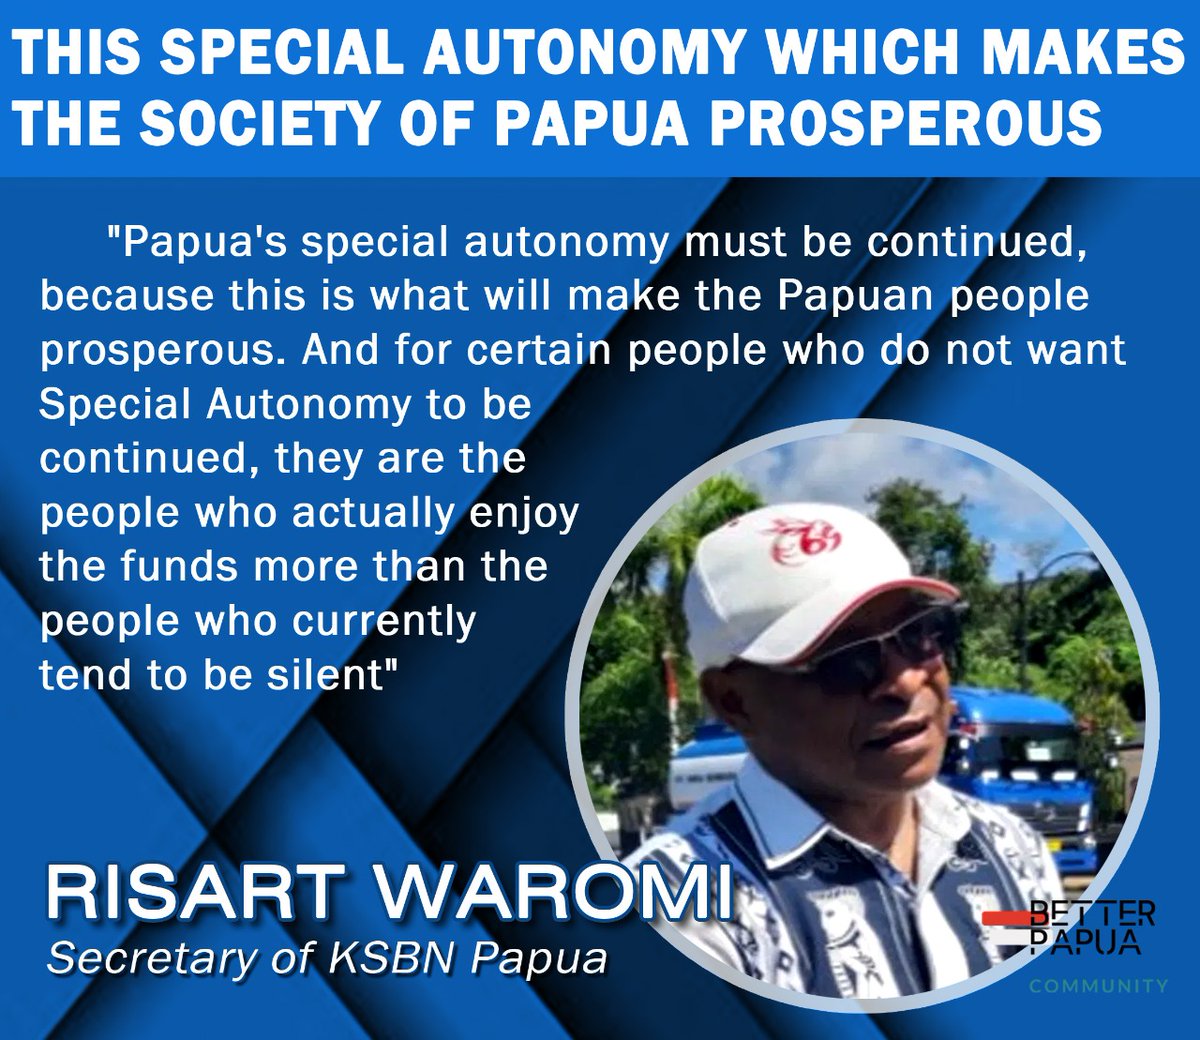 THIS SPECIAL AUTONOMY WHICH MAKES
THE SOCIETY OF PAPUA PROSPEROUS
"Papua's special autonomy must be continued,
because this is what will make the Papuan people
prosperous. And for certain people who do not want
Special Autonomy to be
continued, they are the
people who actually enjoy
the funds more than the
people who currently
tend to be silent"
RISART WAROMI
Secretary of KSBN Papua
BETTER
PAPUA
COMMUNITY